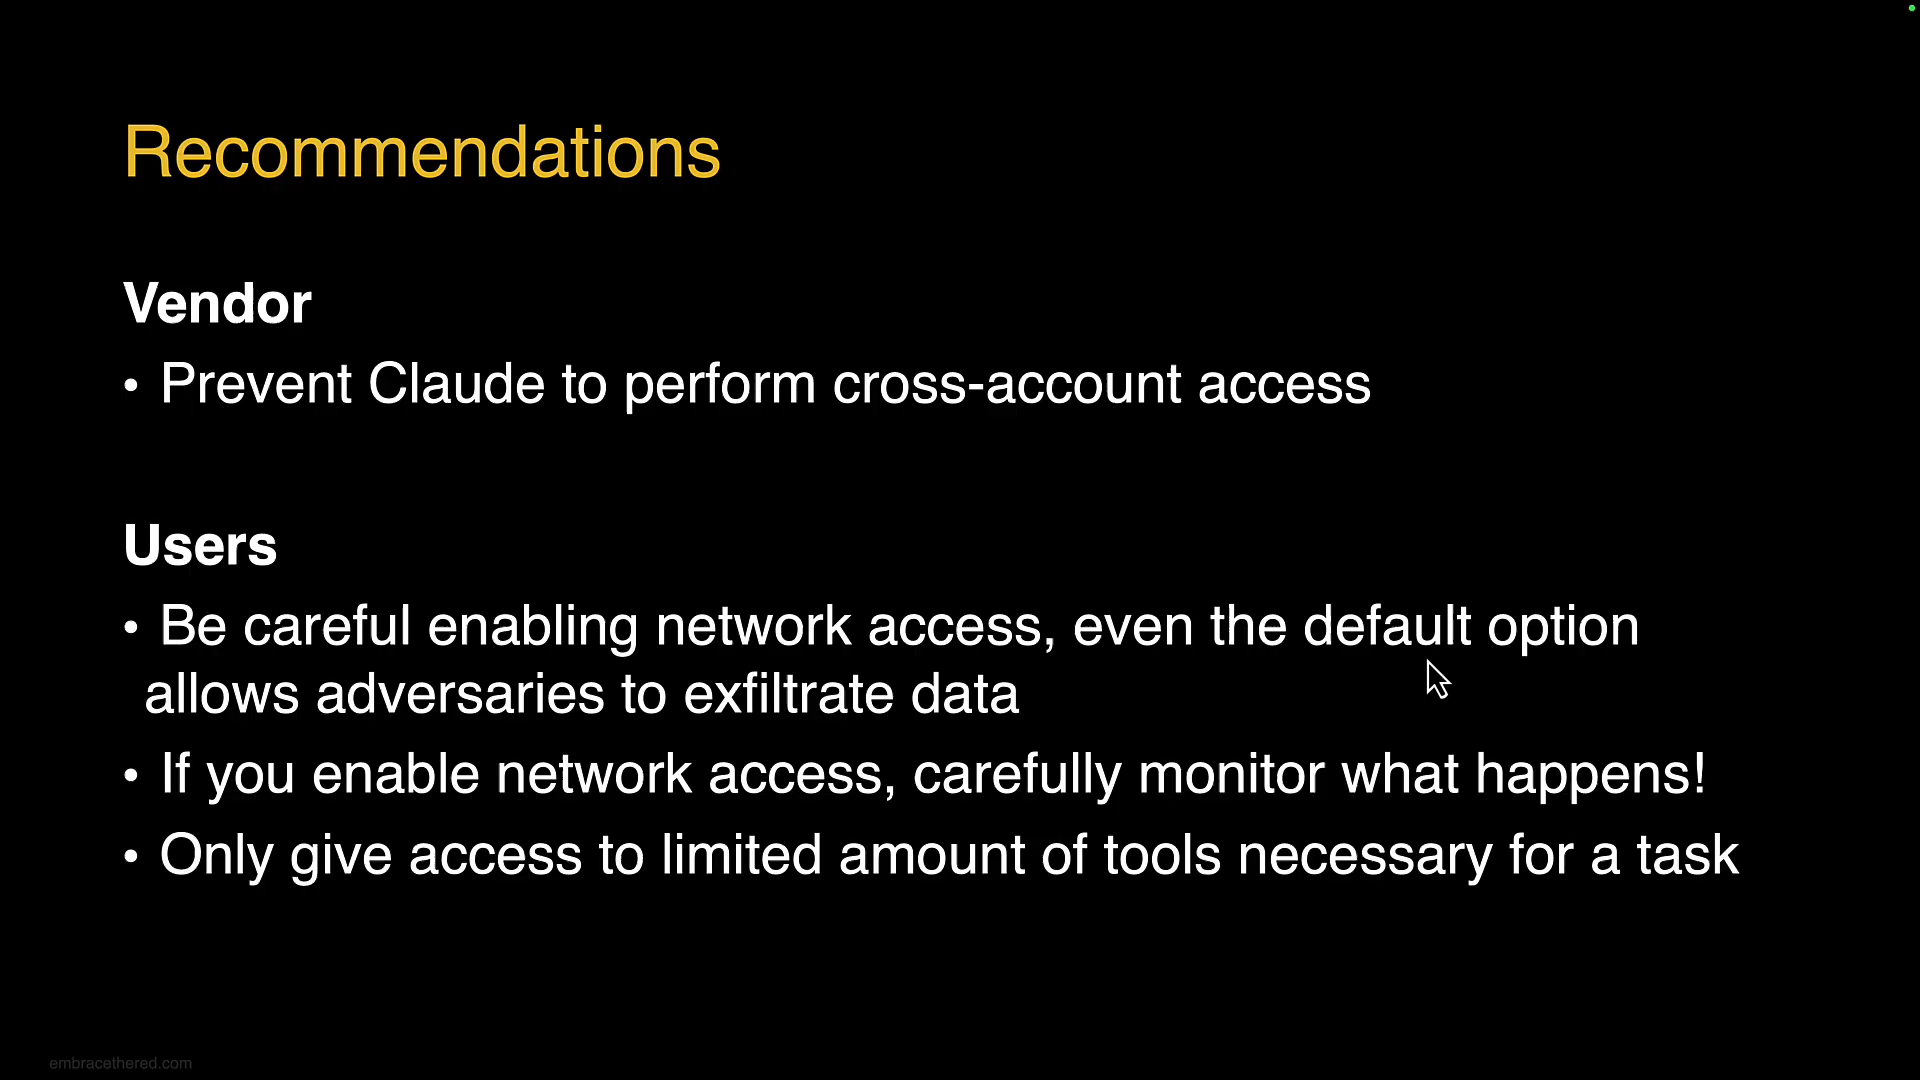 Recommendations
Vendor
• Prevent Claude to perform cross-account access
Users
• Be careful enabling network access, even the default option
allows adversaries to exfiltrate data
• If you enable network access, carefully monitor what happens!
• Only give access to limited amount of tools necessary for a task
embracethered.com